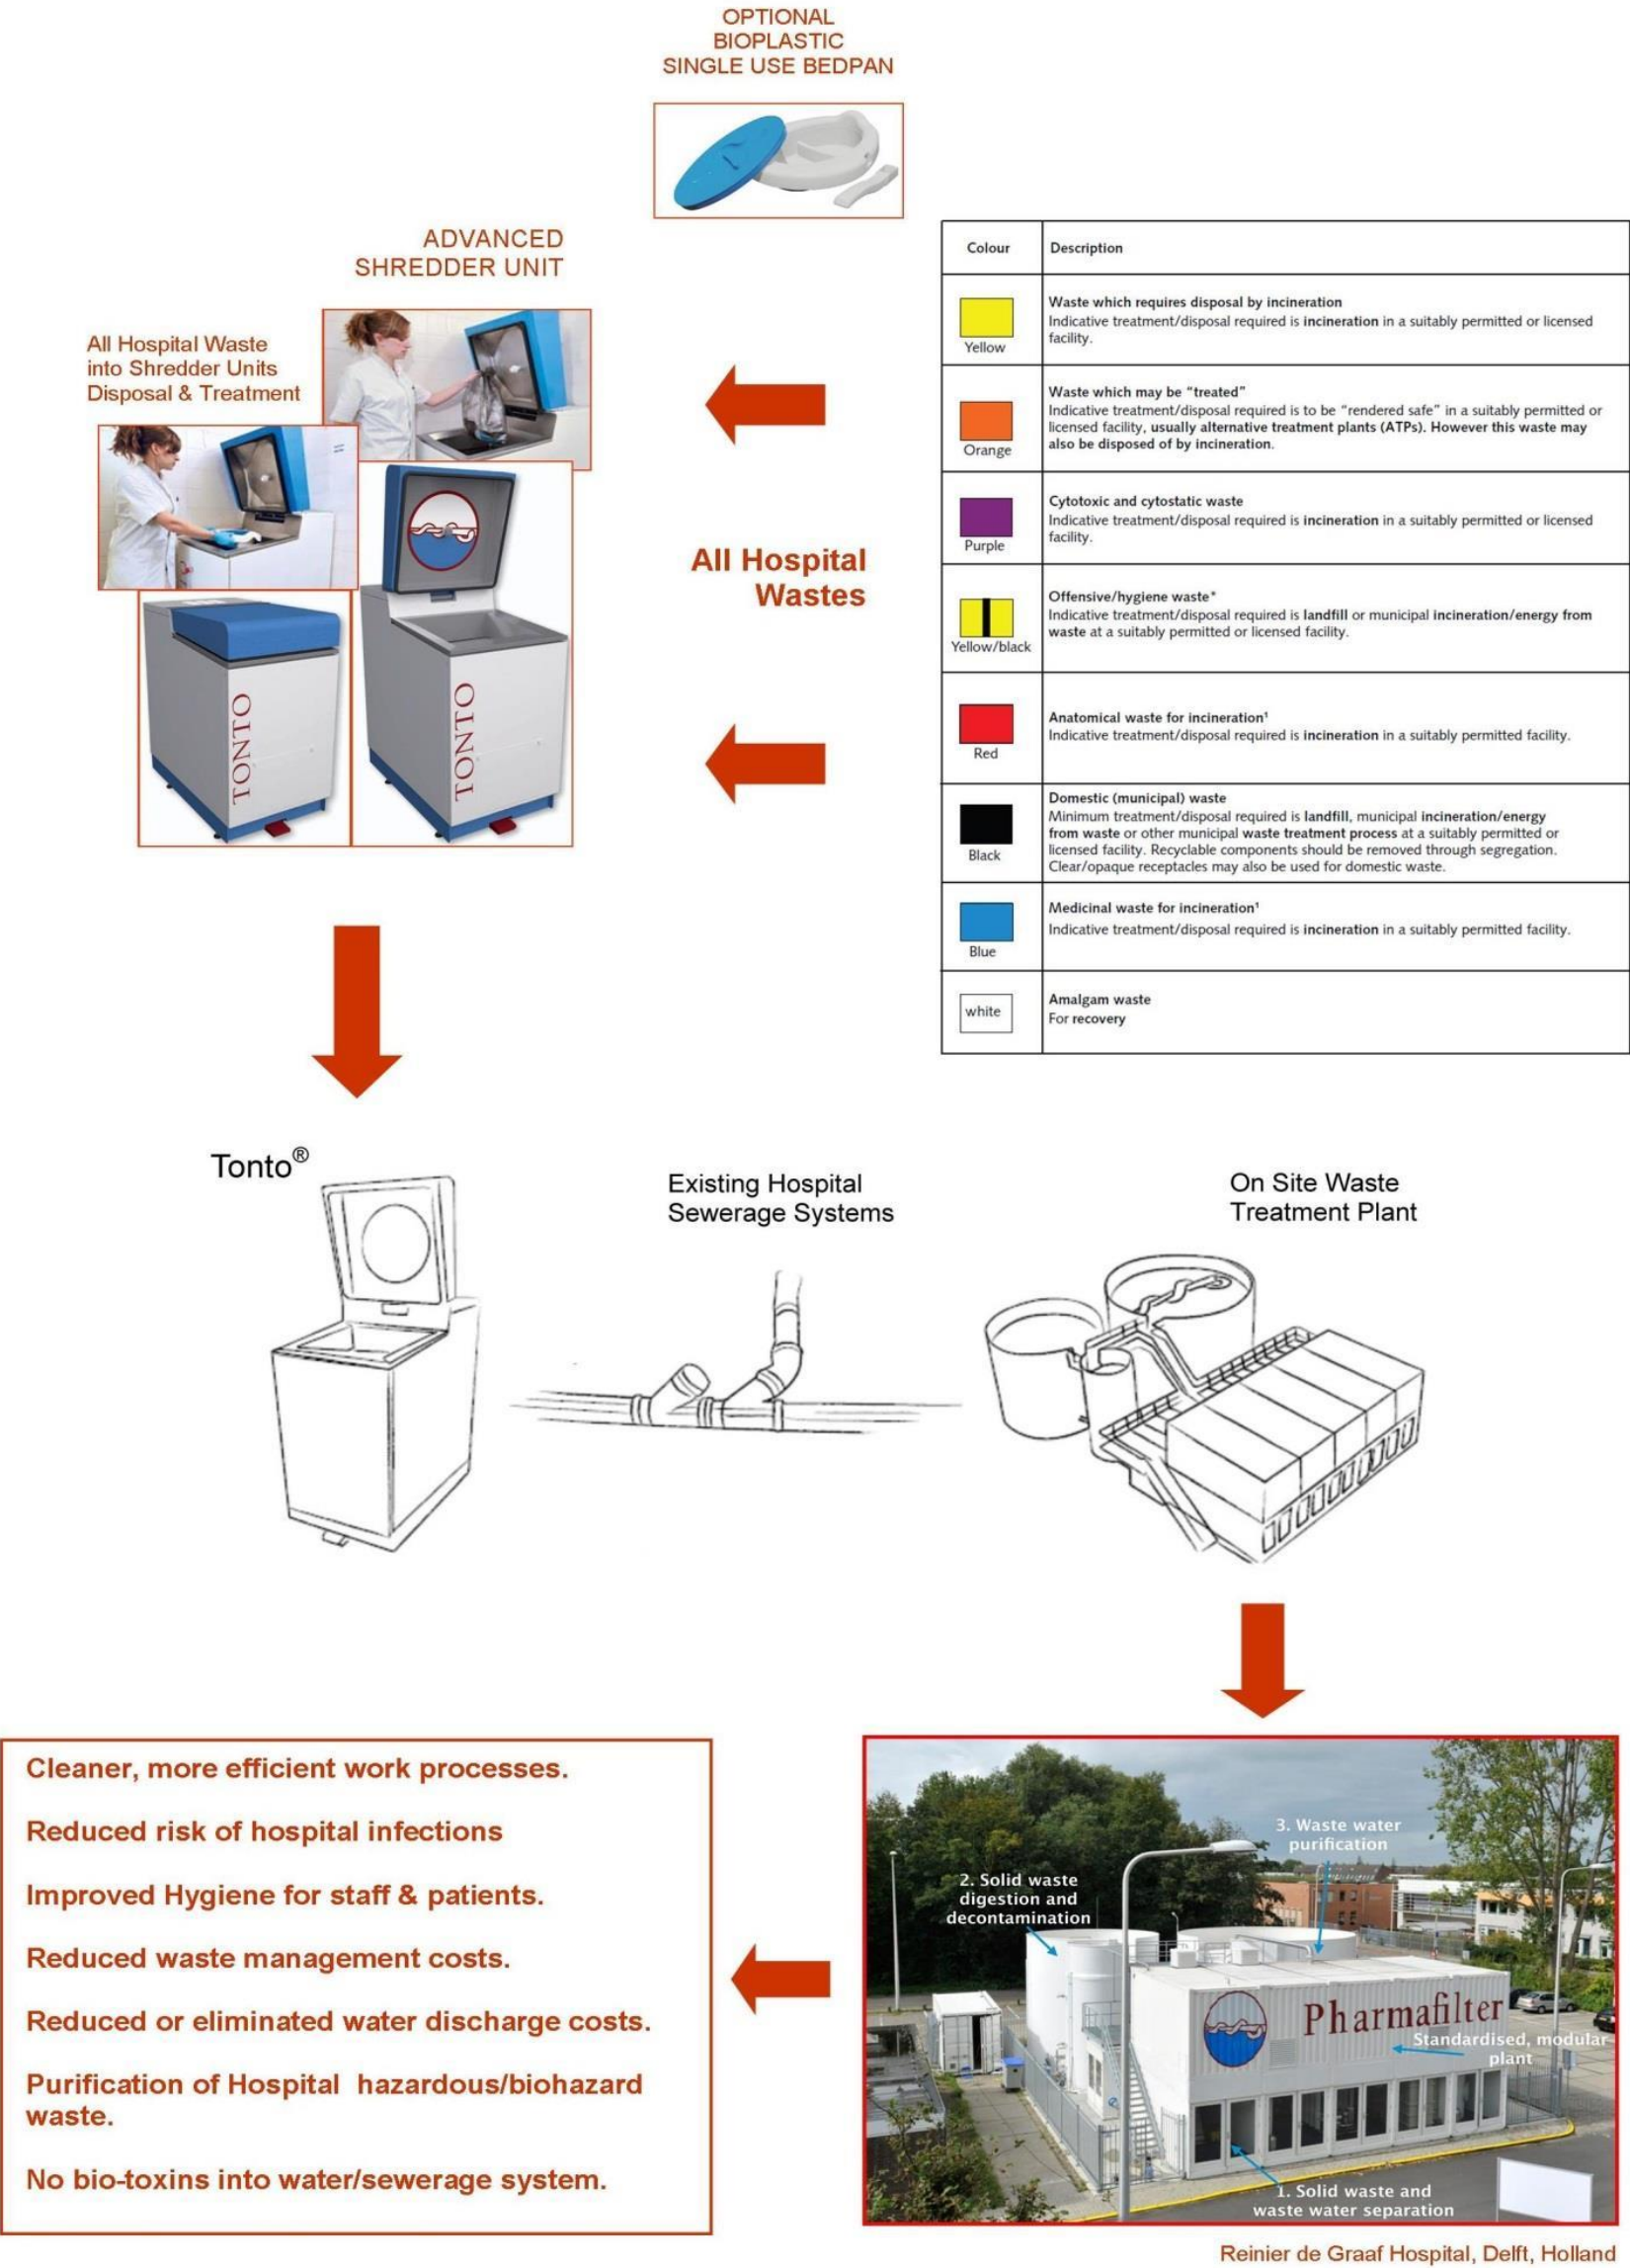 OPTIONAL
BIOPLASTIC
SINGLE USE BEDPAN
ADVANCED
SHREDDER UNIT
All Hospital Waste
into Shredder Units
Disposal & Treatment
TONTO
TONTO
All Hospital
Wastes
Colour Description
Yellow
Waste which requires disposal by incineration
Indicative treatment/disposal required is incineration in a suitably permitted or licensed
facility.
Orange
Waste which may be “treated”
Indicative treatment/disposal required is to be “rendered safe” in a suitably permitted or
licensed facility, usually alternative treatment plants (ATPs). However this waste may
also be disposed of by incineration.
Purple
Cytotoxic and cytostatic waste
Indicative treatment/disposal required is incineration in a suitably permitted or licensed
facility.
Yellow/black
Offensive/hygiene waste*
Indicative treatment/disposal required is landfill or municipal incineration/energy from
waste at a suitably permitted or licensed facility.
Red
Anatomical waste for incineration¹
Indicative treatment/disposal required is incineration in a suitably permitted facility.
Black
Domestic (municipal) waste
Minimum treatment/disposal required is landfill, municipal incineration/energy
from waste or other municipal waste treatment process at a suitably permitted or
licensed facility. Recyclable components should be removed through segregation.
Clear/opaque receptacles may also be used for domestic waste.
Blue
Medicinal waste for incineration¹
Indicative treatment/disposal required is incineration in a suitably permitted facility.
white
Amalgam waste
For recovery
Tonto®
Existing Hospital
Sewerage Systems
On Site Waste
Treatment Plant
Cleaner, more efficient work processes.
Reduced risk of hospital infections
Improved Hygiene for staff & patients.
Reduced waste management costs.
Reduced or eliminated water discharge costs.
Purification of Hospital hazardous/biohazard
waste.
No bio-toxins into water/sewerage system.
3. Waste water
purification
2. Solid waste
digestion and
decontamination
Pharmafilter
Standardised, modular
plant
1. Solid waste and
waste water separation
Reinier de Graaf Hospital, Delft, Holland